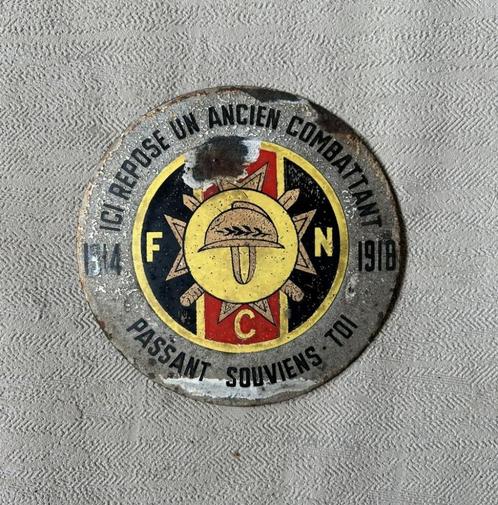 ICI REPOSE UN ANCIEN COMBATTANT
1914 1918
F N C
PASSANT SOUVIENS-TOI